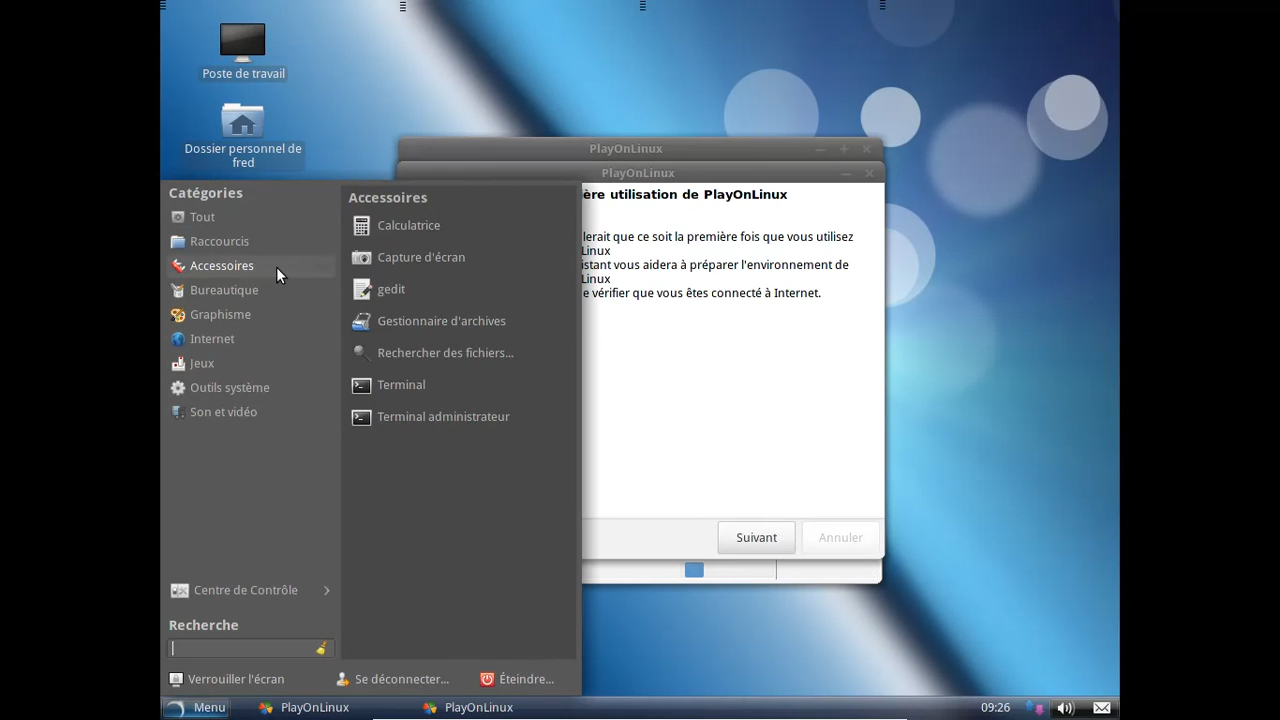 Poste de travail
Dossier personnel de
fred
PlayOnLinux
PlayOnLinux
ère utilisation de PlayOnLinux
lerait que ce soit la première fois que vous utilisez
Linux
istant vous aidera à préparer l'environnement de
Linux
e vérifier que vous êtes connecté à Internet.
Suivant
Annuler
Catégories
Tout
Raccourcis
Accessoires
Bureautique
Graphisme
Internet
Jeux
Outils système
Son et vidéo
Centre de Contrôle
Recherche
Accessoires
Calculatrice
Capture d'écran
gedit
Gestionnaire d'archives
Rechercher des fichiers...
Terminal
Terminal administrateur
Verrouiller l'écran
Se déconnecter...
Éteindre...
Menu
PlayOnLinux
PlayOnLinux
09:26